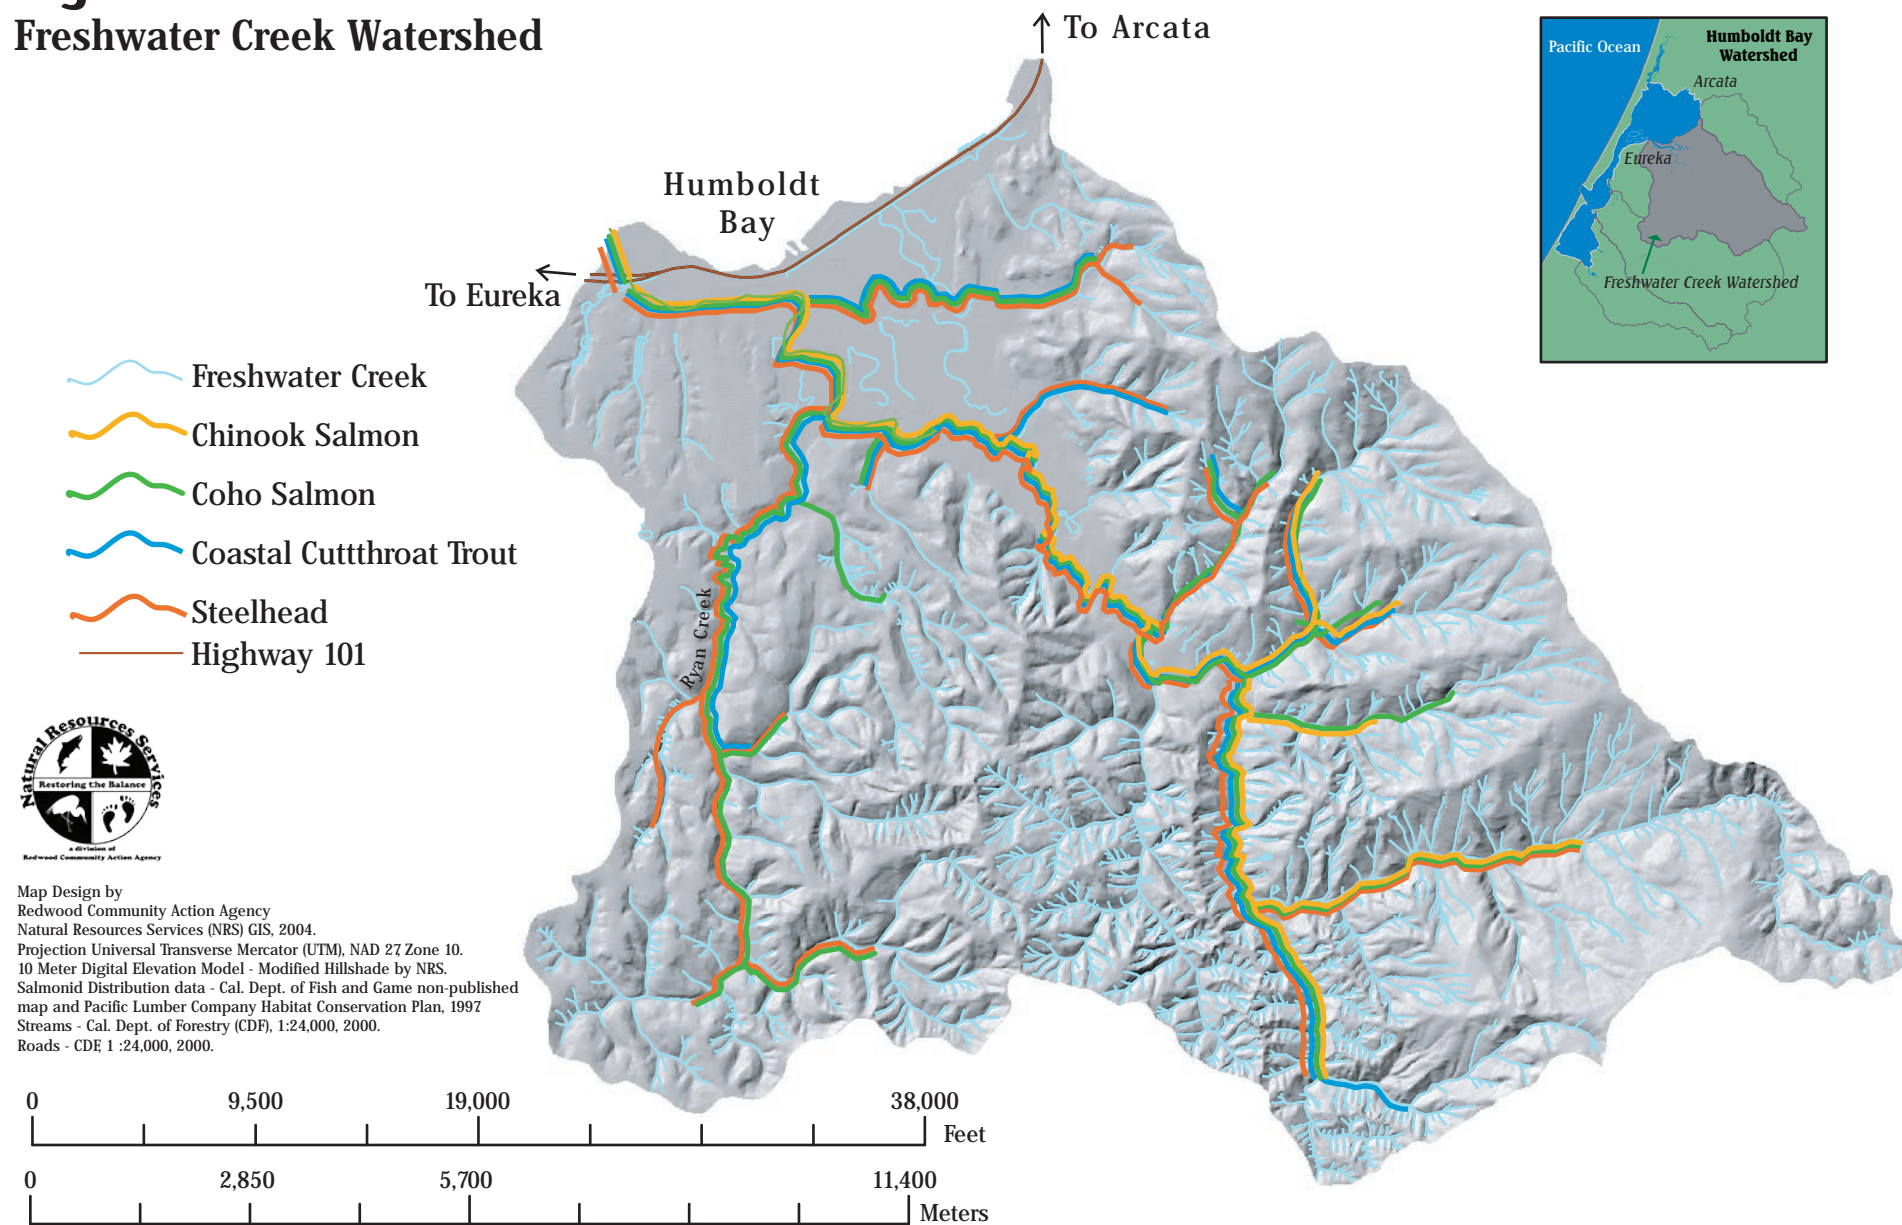 Freshwater Creek Watershed
To Arcata
Pacific Ocean
Humboldt Bay
Watershed
Arcata
Eureka
Freshwater Creek Watershed
Humboldt
Bay
To Eureka
Freshwater Creek
Chinook Salmon
Coho Salmon
Coastal Cuttthroat Trout
Steelhead
Highway 101
Ryan Creek
Natural Resources Services
Restoring the Balance
a division of
Redwood Community Action Agency
Map Design by
Redwood Community Action Agency
Natural Resources Services (NRS) GIS, 2004.
Projection Universal Transverse Mercator (UTM), NAD 27, Zone 10.
10 Meter Digital Elevation Model - Modified Hillshade by NRS.
Salmonid Distribution data - Cal. Dept. of Fish and Game non-published
map and Pacific Lumber Company Habitat Conservation Plan, 1997.
Streams - Cal. Dept. of Forestry (CDF), 1:24,000, 2000.
Roads - CDF, 1 :24,000, 2000.
0 9,500 19,000 38,000
Feet
0 2,850 5,700 11,400
Meters